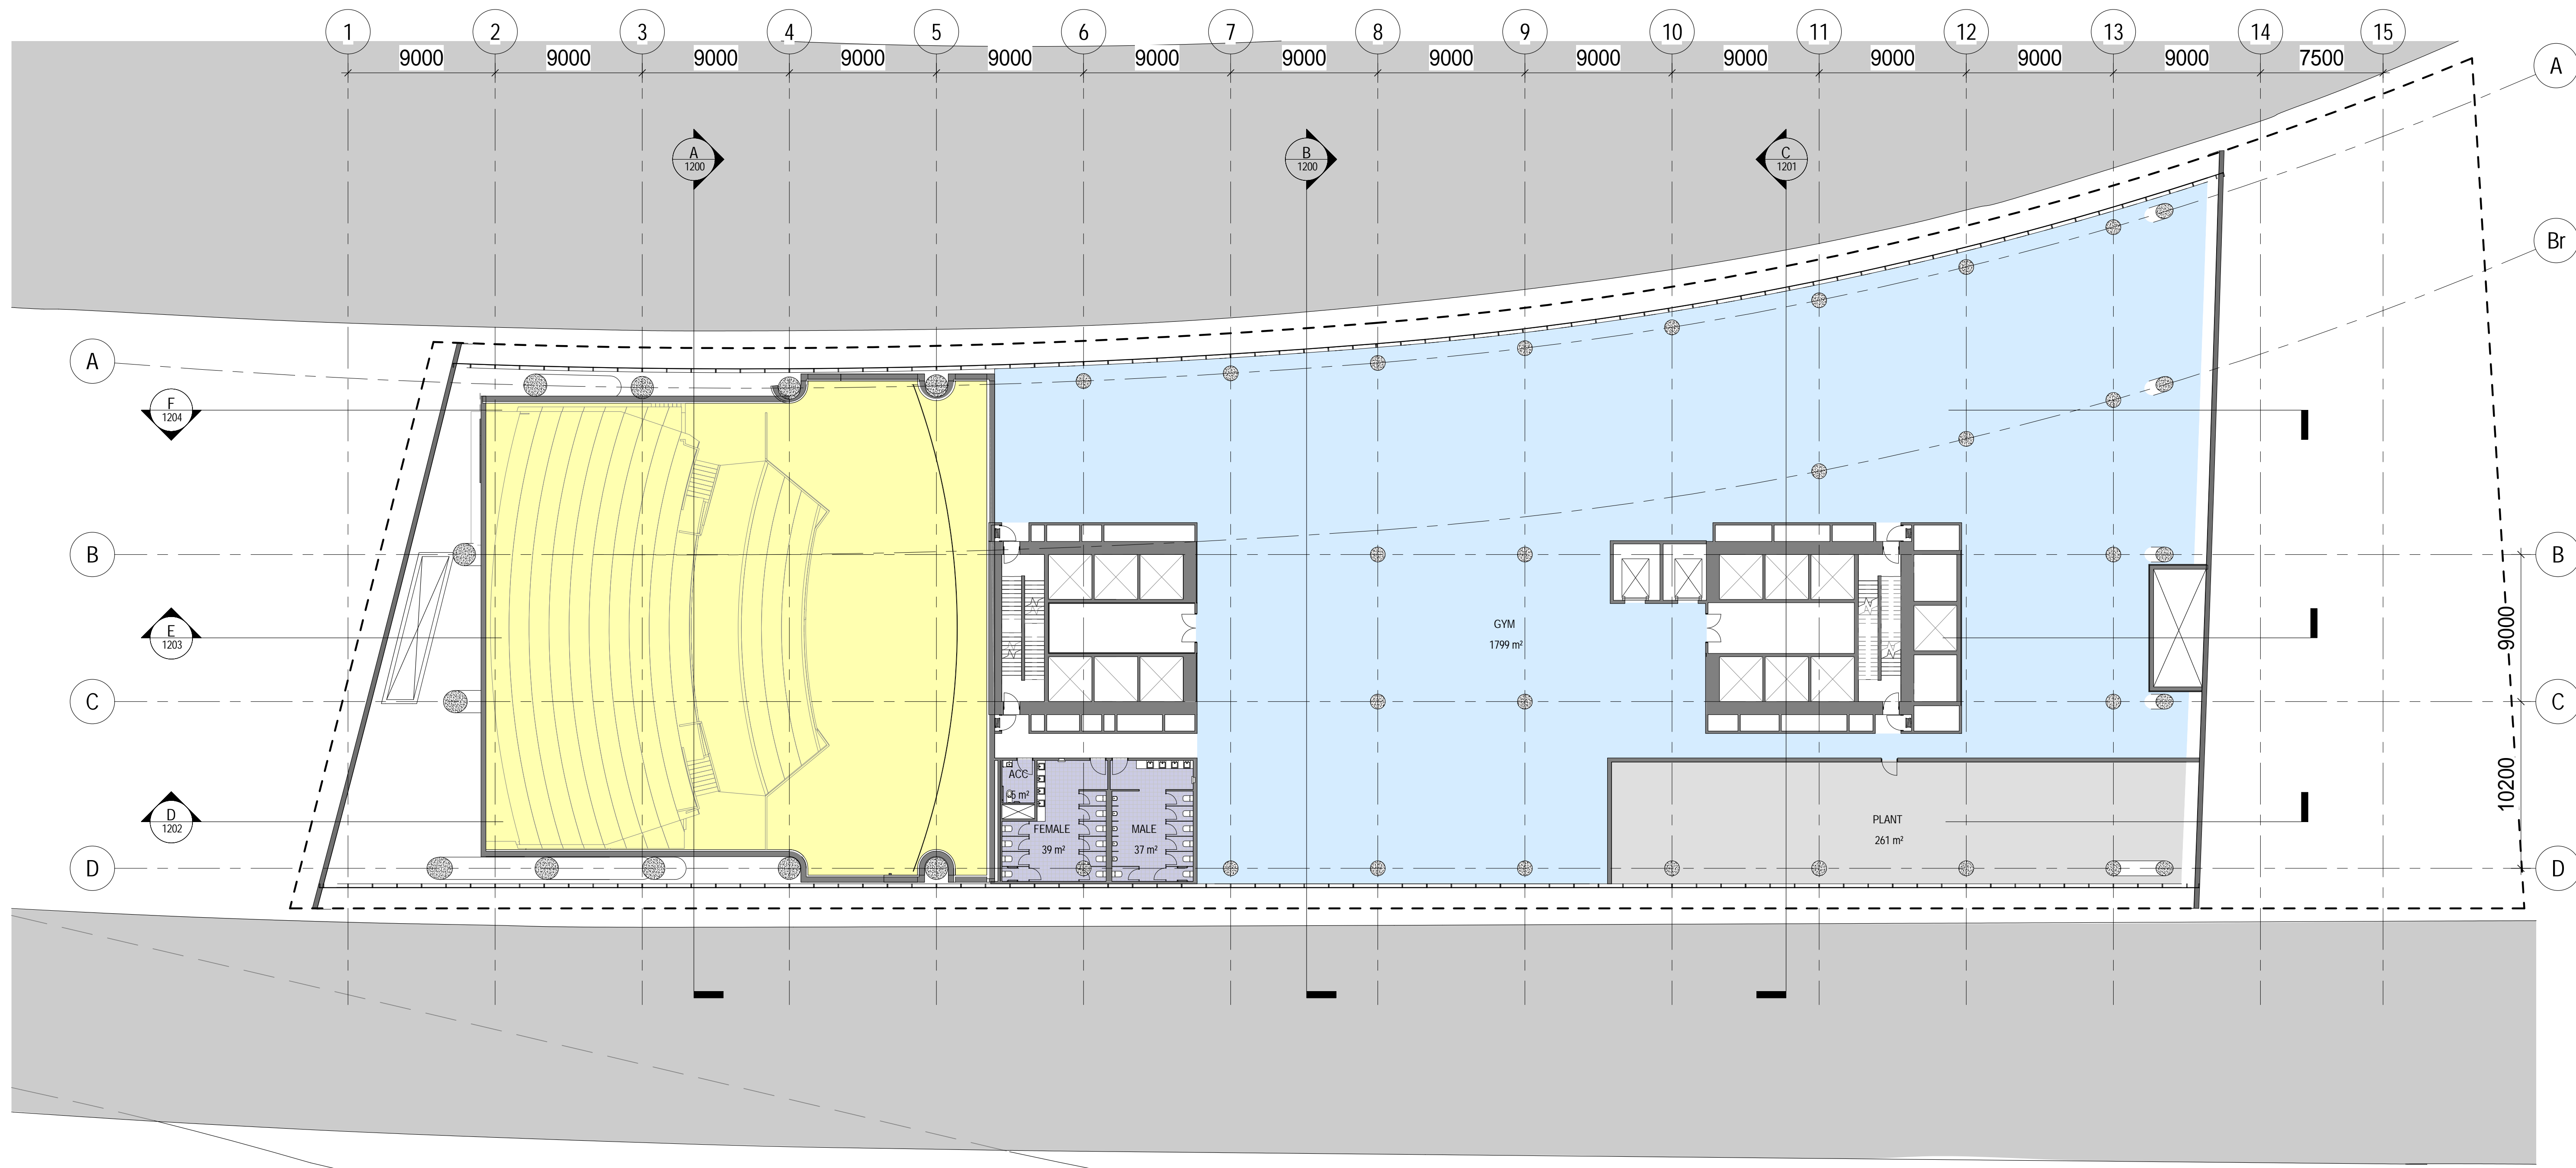 1 2 3 4 5 6 7 8 9 10 11 12 13 14 15
9000 9000 9000 9000 9000 9000 9000 9000 9000 9000 9000 9000 9000 7500
A
A
1200
B
1200
C
1201
Br
A
F
1204
B
B
E
1203
GYM
1799 m²
9000
C
C
ACC
5 m²
10200
D
1202
FEMALE
39 m²
MALE
37 m²
PLANT
261 m²
D
D